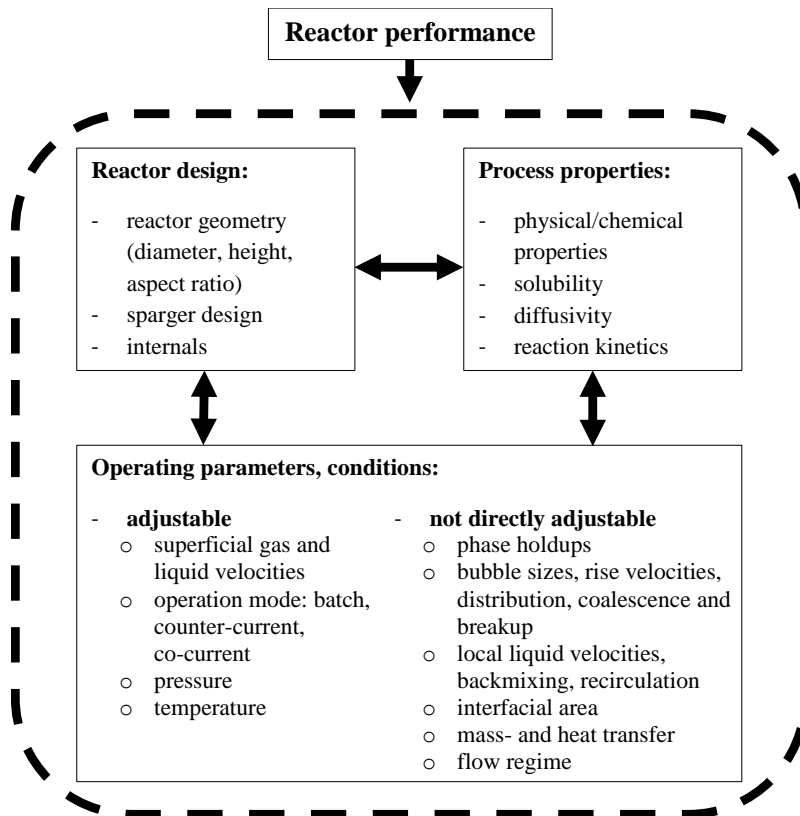 Reactor performance
Reactor design:
- reactor geometry
(diameter, height,
aspect ratio)
- sparger design
- internals
Process properties:
- physical/chemical
properties
- solubility
- diffusivity
- reaction kinetics
Operating parameters, conditions:
- adjustable
o superficial gas and
liquid velocities
o operation mode: batch,
counter-current,
co-current
o pressure
o temperature
- not directly adjustable
o phase holdups
o bubble sizes, rise velocities,
distribution, coalescence and
breakup
o local liquid velocities,
backmixing, recirculation
o interfacial area
o mass- and heat transfer
o flow regime